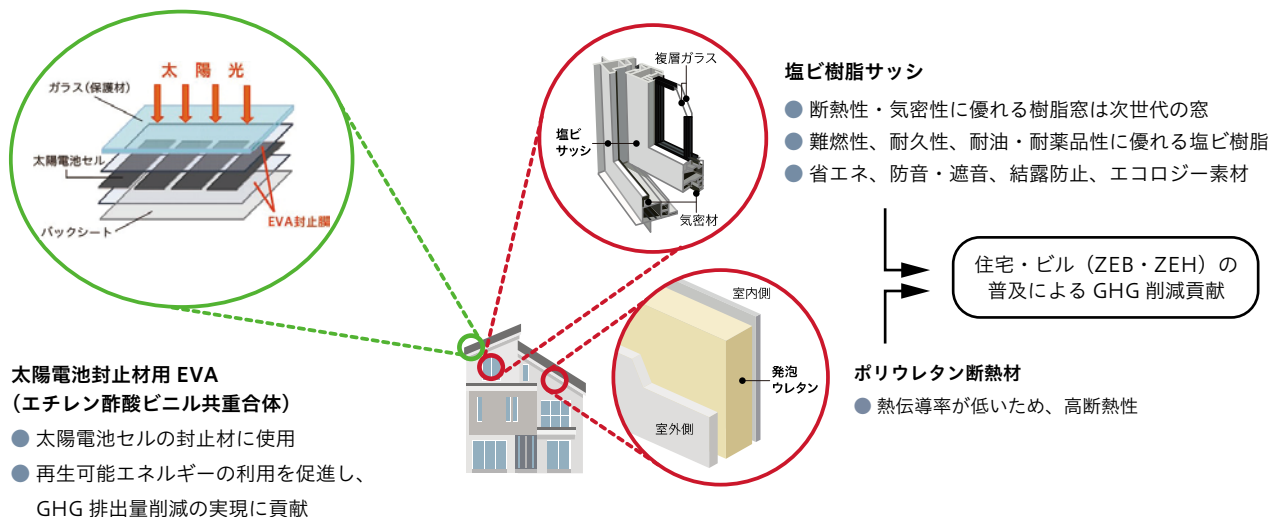 太陽光
ガラス（保護材）
太陽電池セル
EVA封止膜
バックシート
太陽電池封止材用 EVA
（エチレン酢酸ビニル共重合体）
● 太陽電池セルの封止材に使用
● 再生可能エネルギーの利用を促進し、
GHG 排出量削減の実現に貢献
複層ガラス
塩ビ
サッシ
気密材
塩ビ樹脂サッシ
● 断熱性・気密性に優れる樹脂窓は次世代の窓
● 難燃性、耐久性、耐油・耐薬品性に優れる塩ビ樹脂
● 省エネ、防音・遮音、結露防止、エコロジー素材
住宅・ビル（ZEB・ZEH）の
普及による GHG 削減貢献
室内側
発泡
ウレタン
室外側
ポリウレタン断熱材
● 熱伝導率が低いため、高断熱性